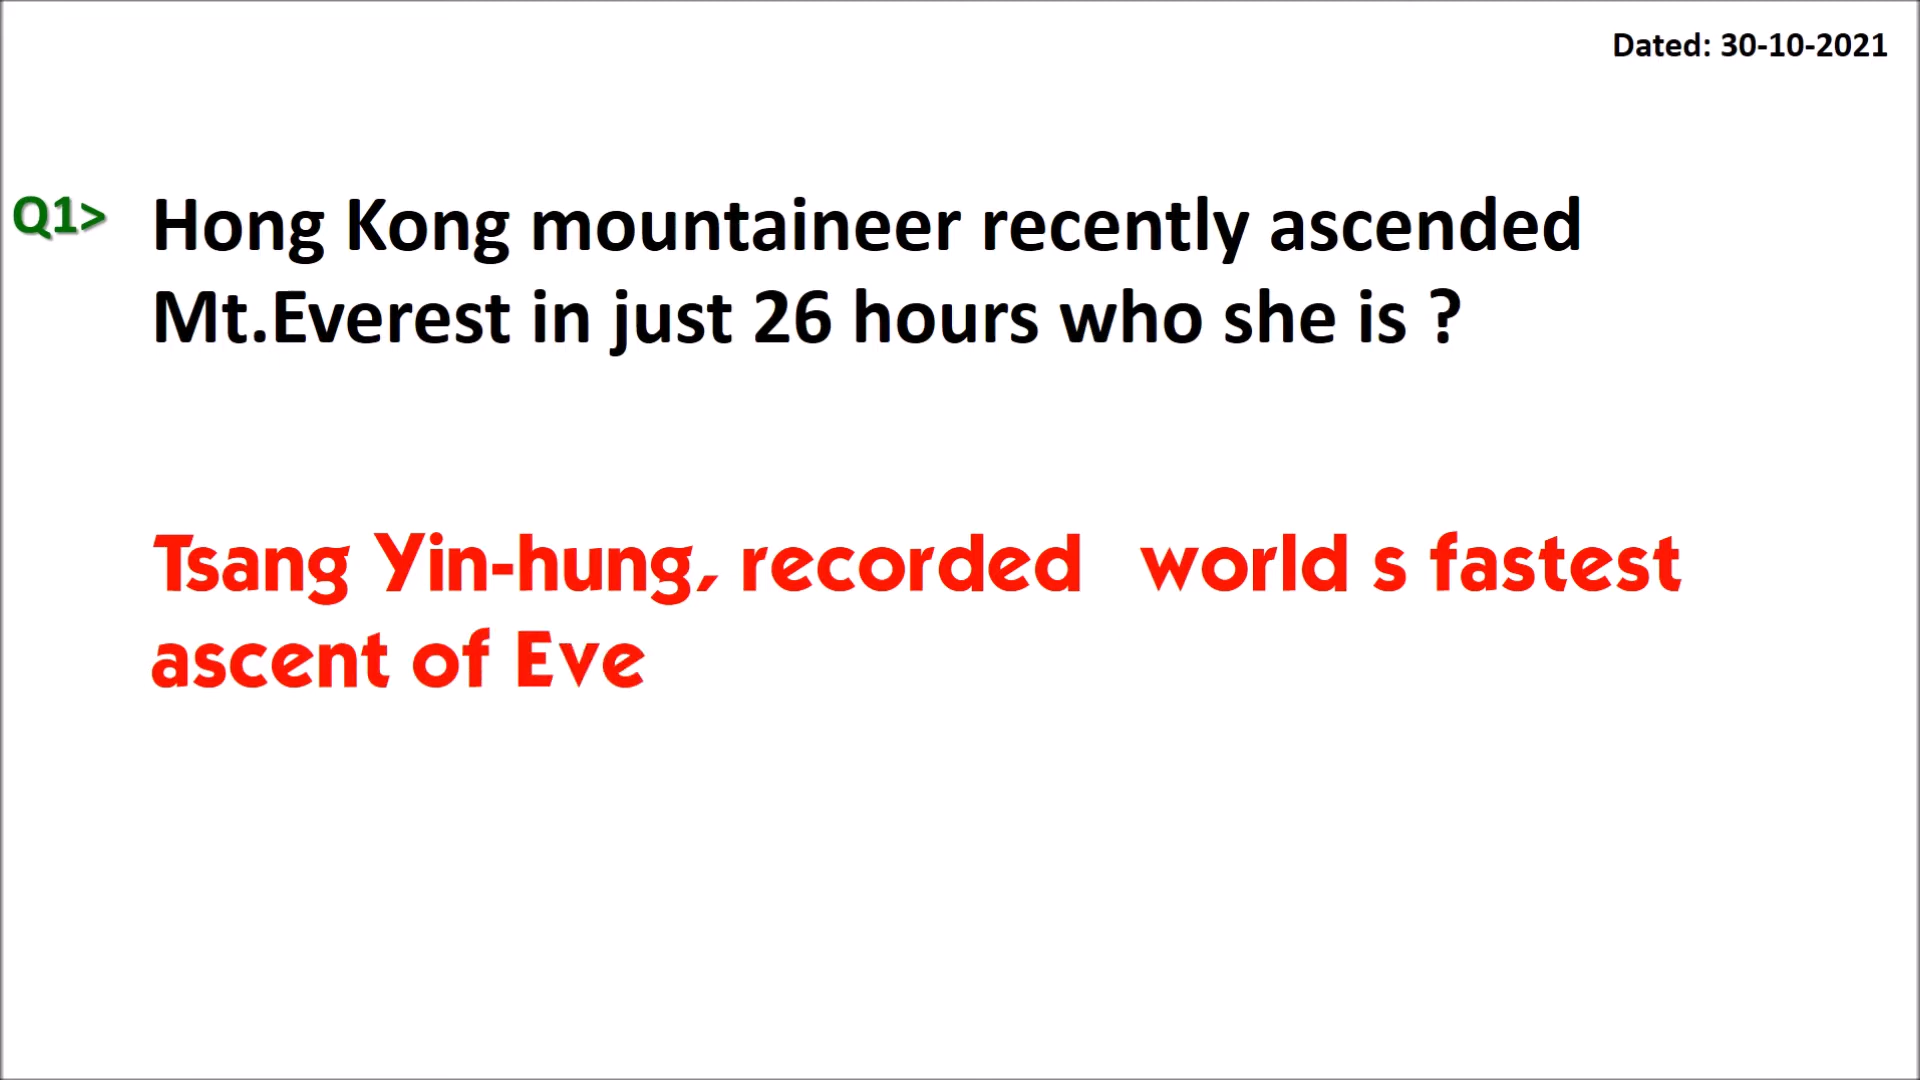 Dated: 30-10-2021
Q1> Hong Kong mountaineer recently ascended
Mt.Everest in just 26 hours who she is ?
Tsang Yin-hung, recorded world s fastest
ascent of Eve